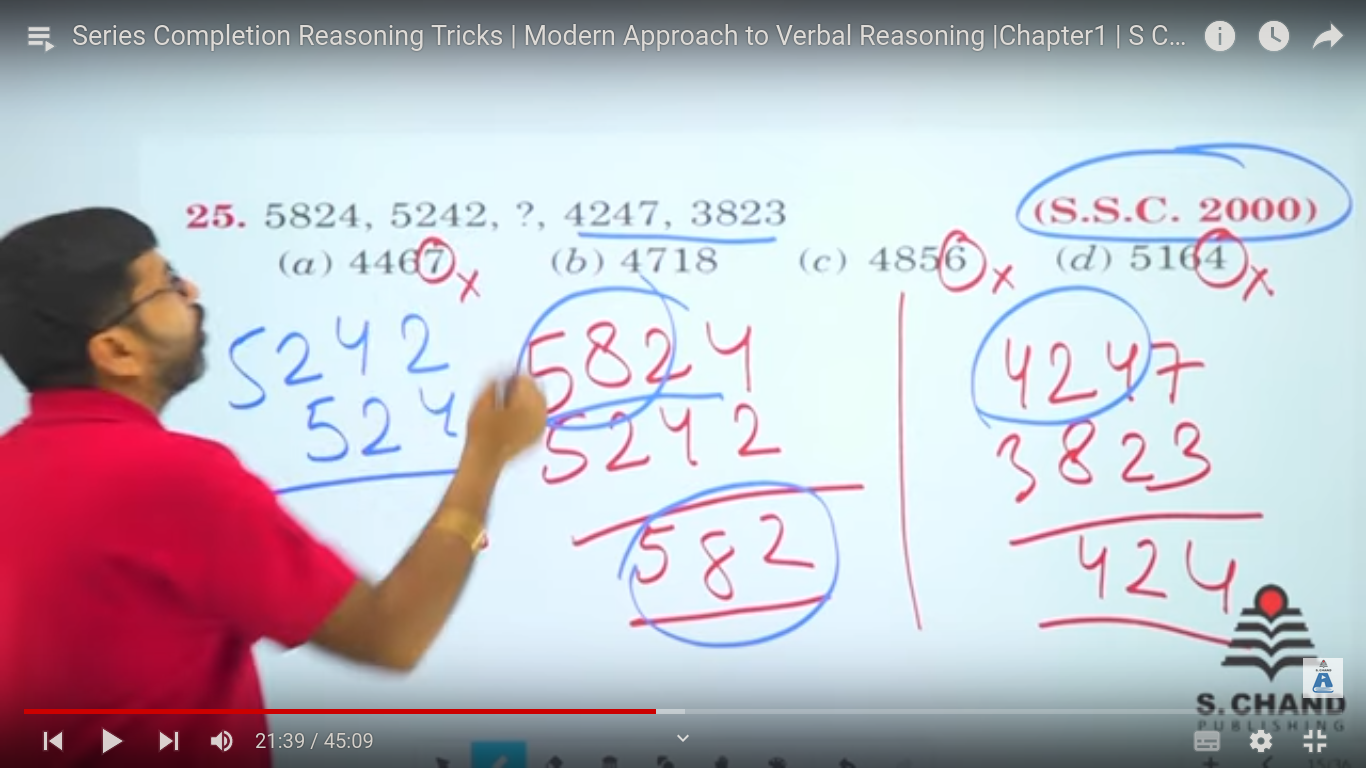 Series Completion Reasoning Tricks | Modern Approach to Verbal Reasoning |Chapter1 | S C...
25. 5824, 5242, ?, 4247, 3823
(S.S.C. 2000)
(a) 4467 x (b) 4718 (c) 4856 x (d) 5164 x
5242
524
5824
5242
582
4247
3823
424
S. CHAND
PUBLISHING
21:39 / 45:09